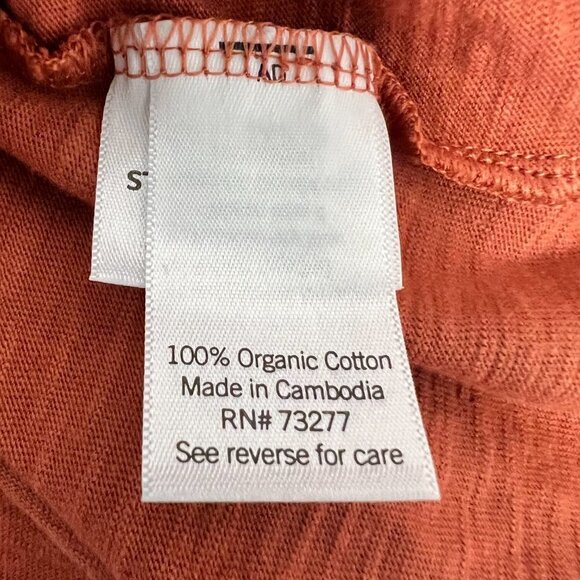 100% Organic Cotton
Made in Cambodia
RN# 73277
See reverse for care